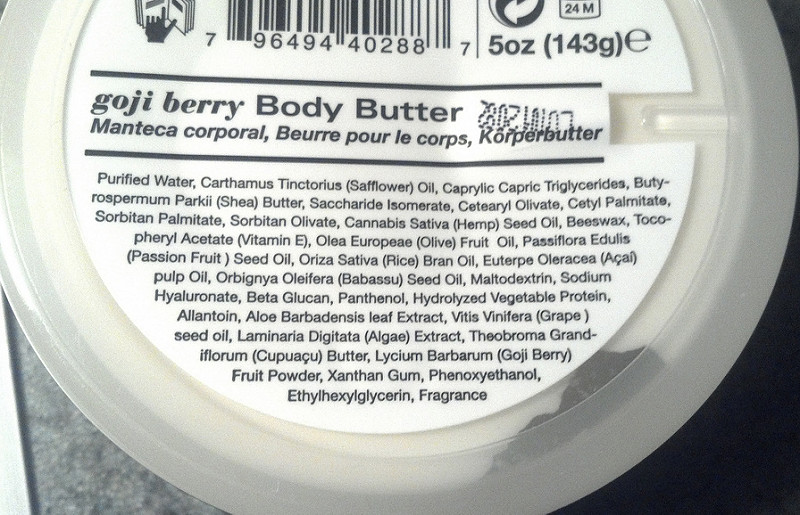 24 M
7 96494 40288 7
5oz (143g)℮
goji berry Body Butter
Manteca corporal, Beurre pour le corps, Körperbutter
Purified Water, Carthamus Tinctorius (Safflower) Oil, Caprylic Capric Triglycerides, Buty-
rospermum Parkii (Shea) Butter, Saccharide Isomerate, Cetearyl Olivate, Cetyl Palmitate,
Sorbitan Palmitate, Sorbitan Olivate, Cannabis Sativa (Hemp) Seed Oil, Beeswax, Toco-
pheryl Acetate (Vitamin E), Olea Europeae (Olive) Fruit Oil, Passiflora Edulis
(Passion Fruit ) Seed Oil, Oriza Sativa (Rice) Bran Oil, Euterpe Oleracea (Açaí)
pulp Oil, Orbignya Oleifera (Babassu) Seed Oil, Maltodextrin, Sodium
Hyaluronate, Beta Glucan, Panthenol, Hydrolyzed Vegetable Protein,
Allantoin, Aloe Barbadensis leaf Extract, Vitis Vinifera (Grape )
seed oil, Laminaria Digitata (Algae) Extract, Theobroma Grand-
iflorum (Cupuaçu) Butter, Lycium Barbarum (Goji Berry)
Fruit Powder, Xanthan Gum, Phenoxyethanol,
Ethylhexylglycerin, Fragrance